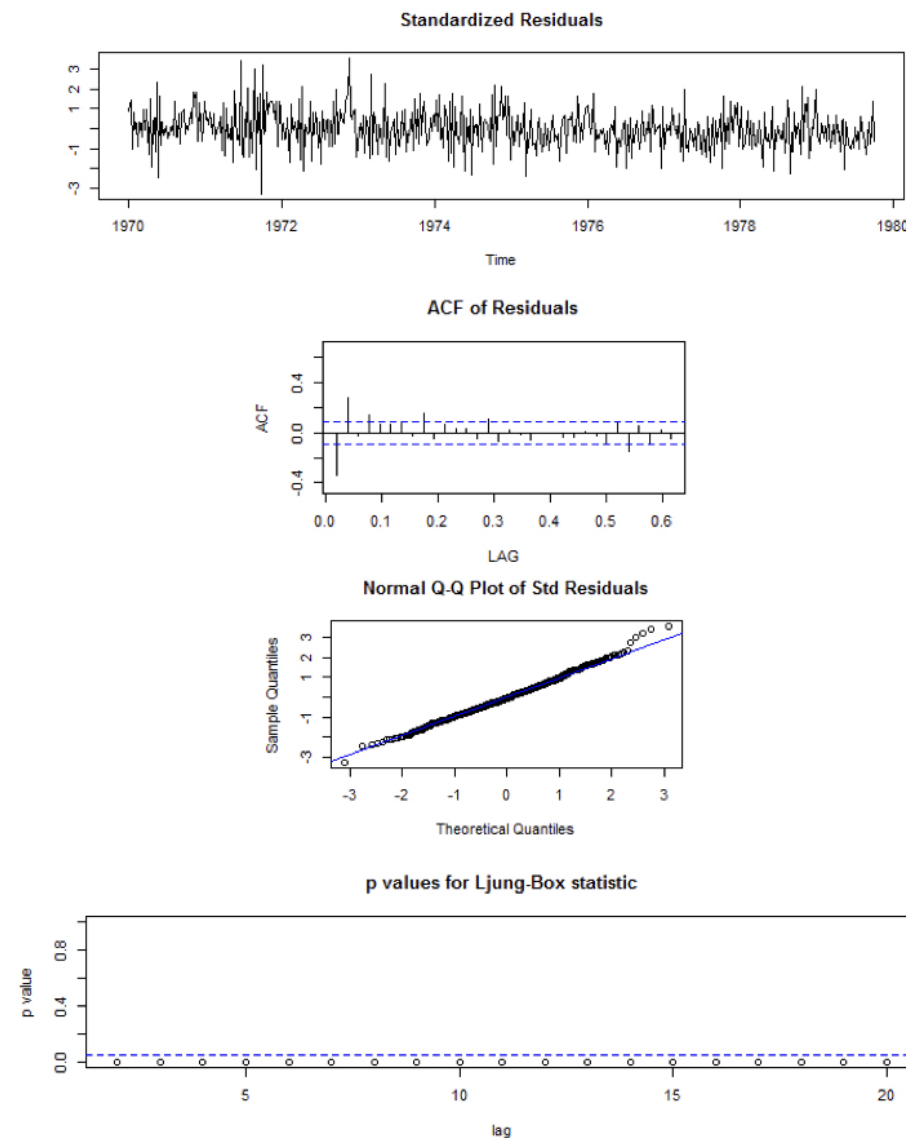 Standardized Residuals
3
2
1
-1
-3
1970 1972 1974 1976 1978 1980
Time
ACF of Residuals
ACF
0.4
0.0
-0.4
0.0 0.1 0.2 0.3 0.4 0.5 0.6
LAG
Normal Q-Q Plot of Std Residuals
Sample Quantiles
3
2
1
-1
-3
-3 -2 -1 0 1 2 3
Theoretical Quantiles
p values for Ljung-Box statistic
p value
0.8
0.4
0.0
5 10 15 20
lag